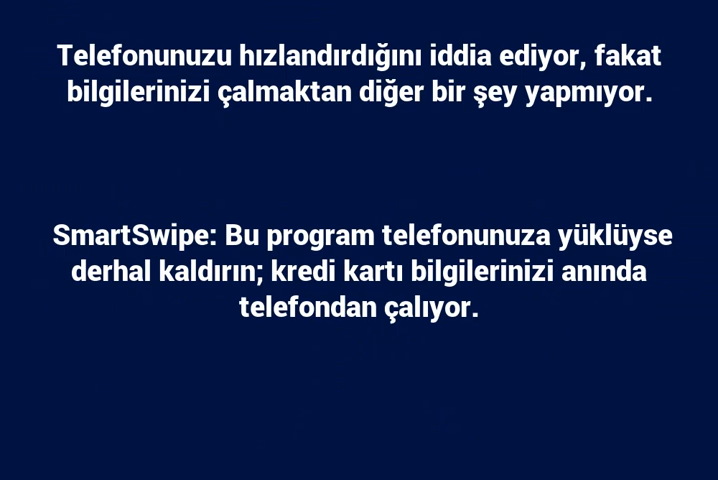 Telefonunuzu hızlandırdığını iddia ediyor, fakat
bilgilerinizi çalmaktan diğer bir şey yapmıyor.
SmartSwipe: Bu program telefonunuza yüklüyse
derhal kaldırın; kredi kartı bilgilerinizi anında
telefondan çalıyor.